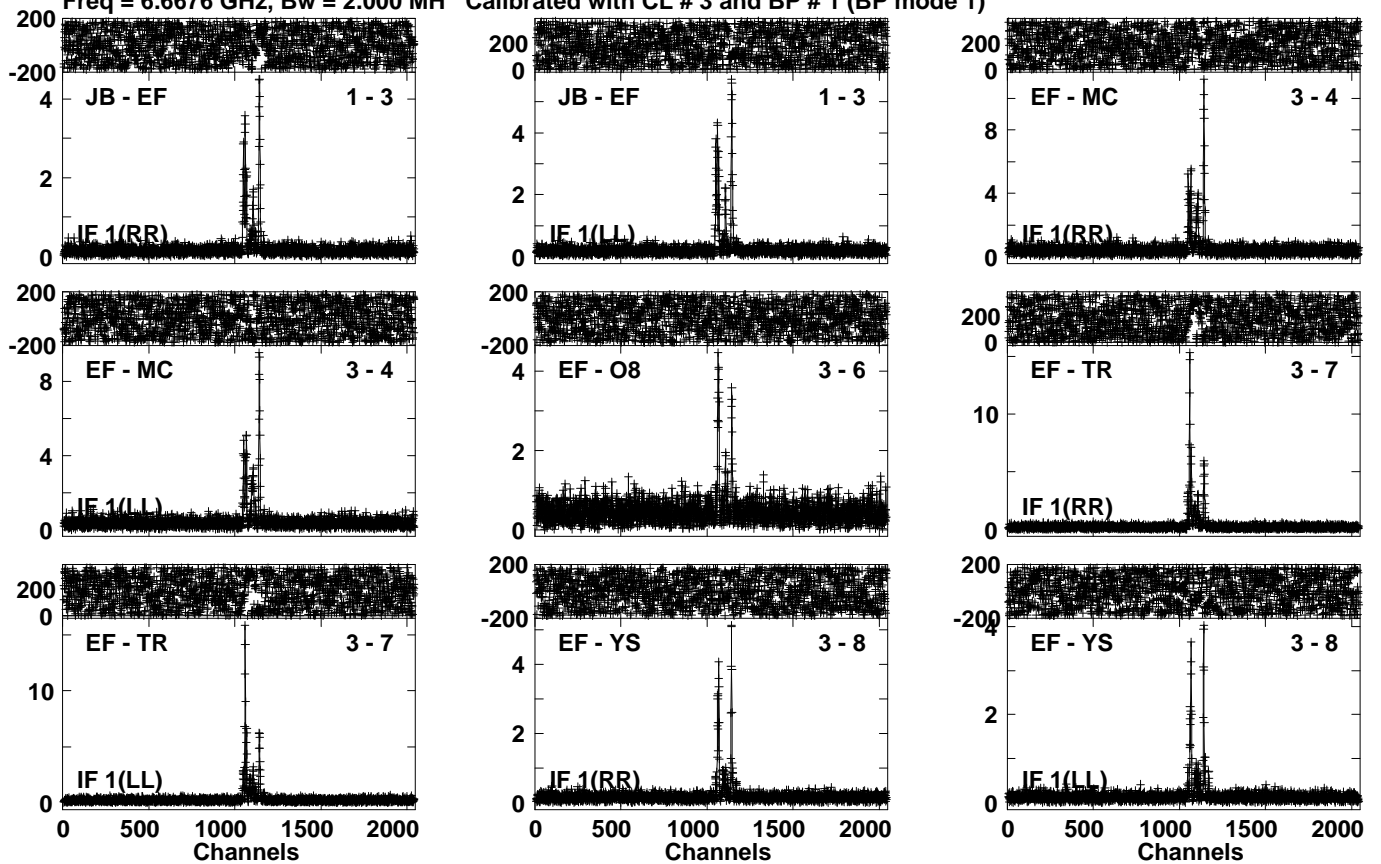 Freq = 6.6676 GHz, Bw = 2.000 MH Calibrated with CL # 3 and BP # 1 (BP mode 1)
200
-200
200
0
200
0
JB - EF 1 - 3
4
2
0
IF 1(RR)
JB - EF 1 - 3
4
2
0
IF 1(LL)
EF - MC 3 - 4
8
4
0
IF 1(RR)
200
-200
200
-200
200
0
EF - MC 3 - 4
8
4
0
IF 1(LL)
EF - O8 3 - 6
4
2
0
EF - TR 3 - 7
10
0
IF 1(RR)
200
0
200
-200
200
-200
EF - TR 3 - 7
10
0
IF 1(LL)
EF - YS 3 - 8
4
2
0
IF 1(RR)
EF - YS 3 - 8
4
2
0
IF 1(LL)
0 500 1000 1500 2000
0 500 1000 1500 2000
0 500 1000 1500 2000
Channels
Channels
Channels